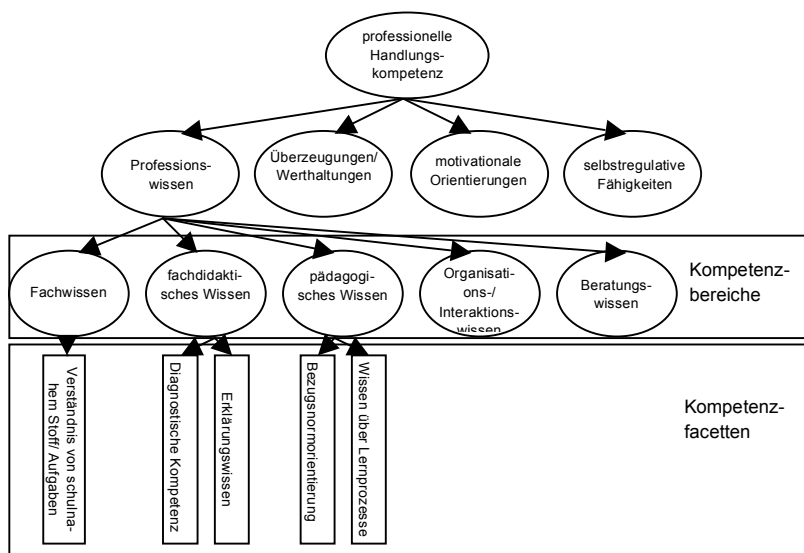 professionelle
Handlungs-
kompetenz
Professions-
wissen
Überzeugungen/
Werthaltungen
motivationale
Orientierungen
selbstregulative
Fähigkeiten
Fachwissen
fachdidakti-
sches Wissen
pädagogi-
sches Wissen
Organisati-
ons-/
Interaktions-
wissen
Beratungs-
wissen
Kompetenz-
bereiche
Verständnis von schulna-
hem Stoff/ Aufgaben
Diagnostische Kompetenz
Erklärungswissen
Bezugsnormorientierung
Wissen über Lernprozesse
Kompetenz-
facetten